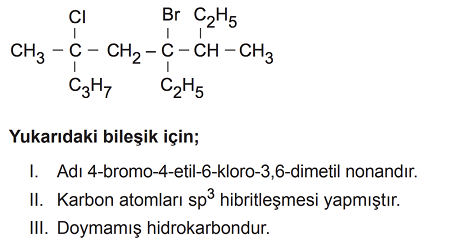 Cl Br C2H5
CH3 – C – CH2 – C – CH – CH3
C3H7 C2H5
Yukarıdaki bileşik için;
I. Adı 4-bromo-4-etil-6-kloro-3,6-dimetil nonandır.
II. Karbon atomları sp³ hibritleşmesi yapmıştır.
III. Doymamış hidrokarbondur.